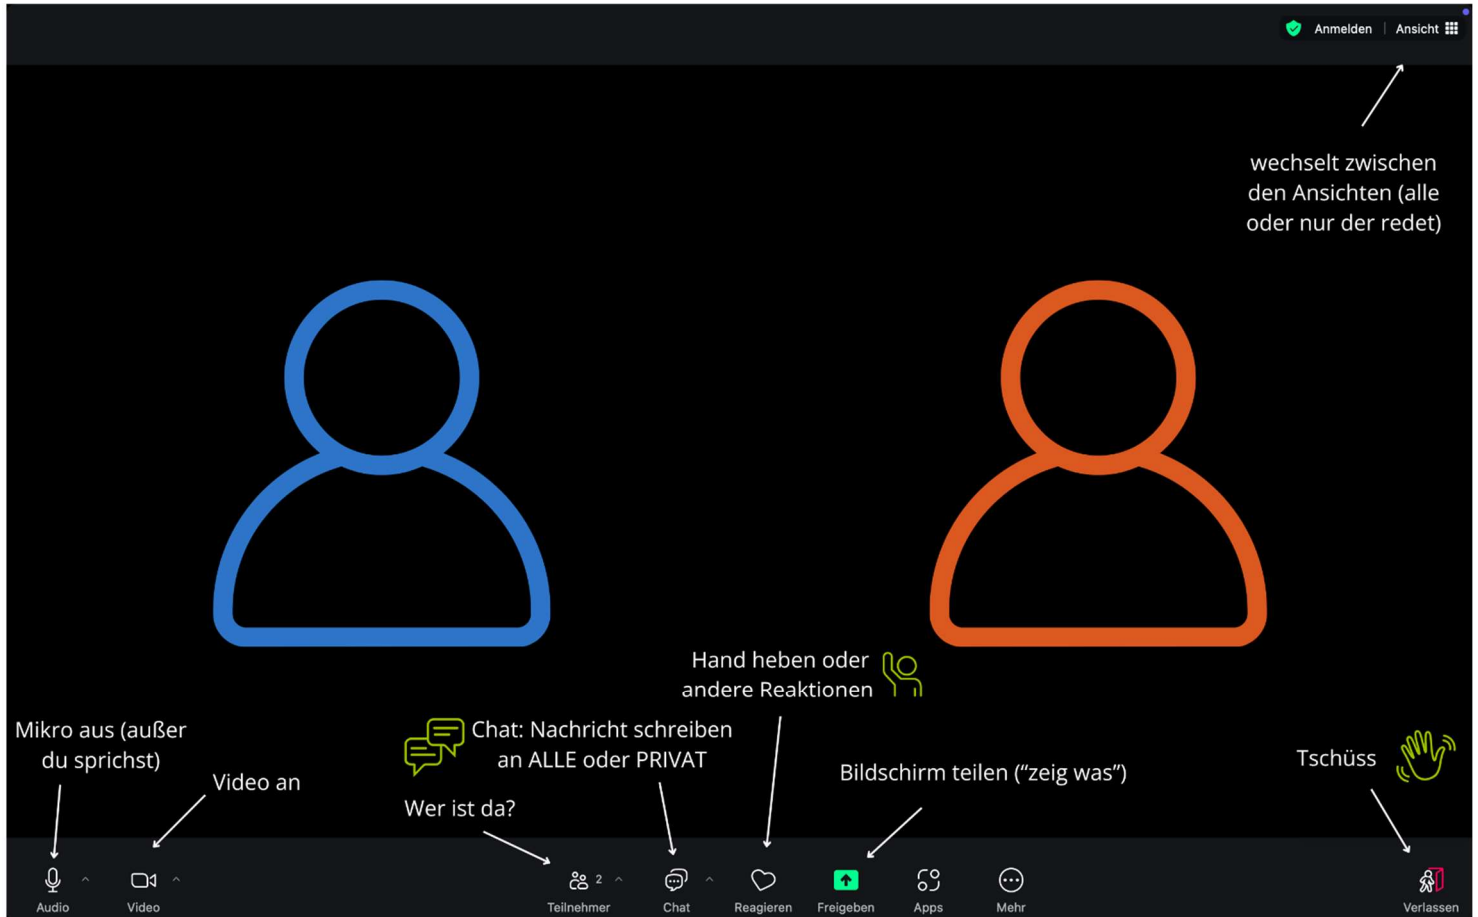 Anmelden
Ansicht
wechselt zwischen
den Ansichten (alle
oder nur der redet)
Hand heben oder
andere Reaktionen
Mikro aus (außer
du sprichst)
Video an
Chat: Nachricht schreiben
an ALLE oder PRIVAT
Wer ist da?
Bildschirm teilen (“zeig was”)
Tschüss
2
Audio
Video
Teilnehmer
Chat
Reagieren
Freigeben
Apps
Mehr
Verlassen